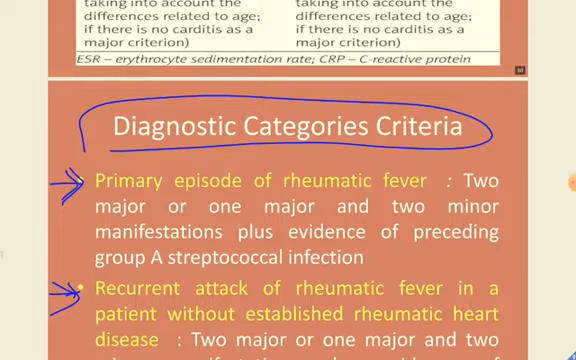 taking into account the
differences related to age;
if there is no carditis as a
major criterion)
taking into account the
differences related to age;
if there is no carditis as a
major criterion)
ESR – erythrocyte sedimentation rate; CRP – C-reactive protein
Diagnostic Categories Criteria
Primary episode of rheumatic fever : Two
major or one major and two minor
manifestations plus evidence of preceding
group A streptococcal infection
• Recurrent attack of rheumatic fever in a
patient without established rheumatic heart
disease : Two major or one major and two